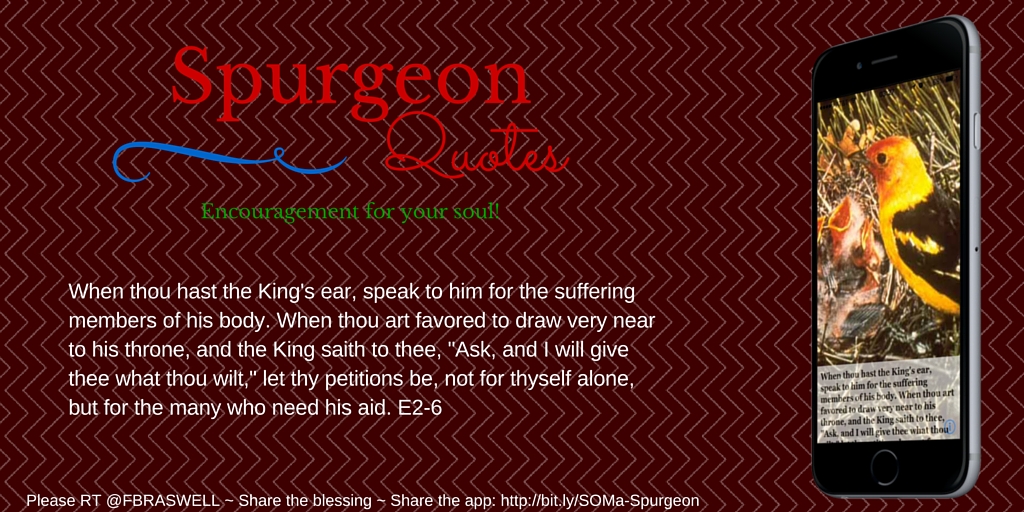 Spurgeon
Quotes
Encouragement for your soul!
When thou hast the King's ear, speak to him for the suffering
members of his body. When thou art favored to draw very near
to his throne, and the King saith to thee, "Ask, and I will give
thee what thou wilt," let thy petitions be, not for thyself alone,
but for the many who need his aid. E2-6
When thou hast the King's ear,
speak to him for the suffering
members of his body. When thou art
favored to draw very near to his
throne, and the King saith to thee,
"Ask, and I will give thee what thou
Please RT @FBRASWELL ~ Share the blessing ~ Share the app: http://bit.ly/SOMa-Spurgeon